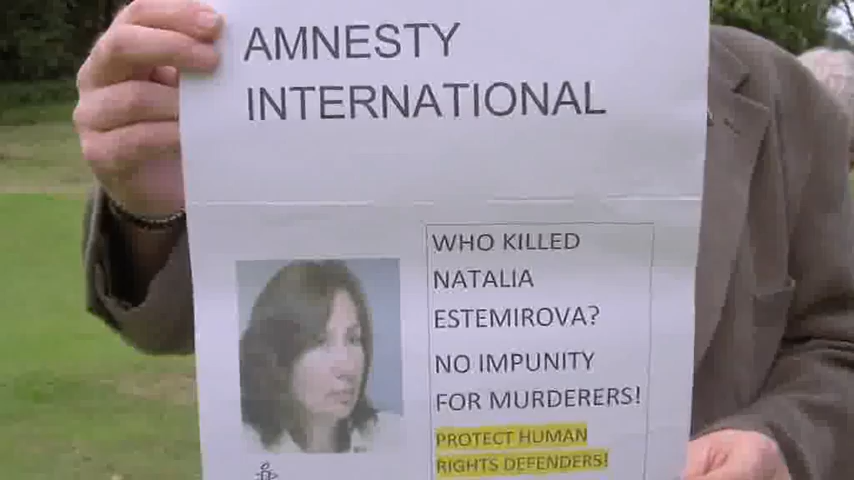 AMNESTY
INTERNATIONAL
WHO KILLED
NATALIA
ESTEMIROVA?
NO IMPUNITY
FOR MURDERERS!
PROTECT HUMAN
RIGHTS DEFENDERS!